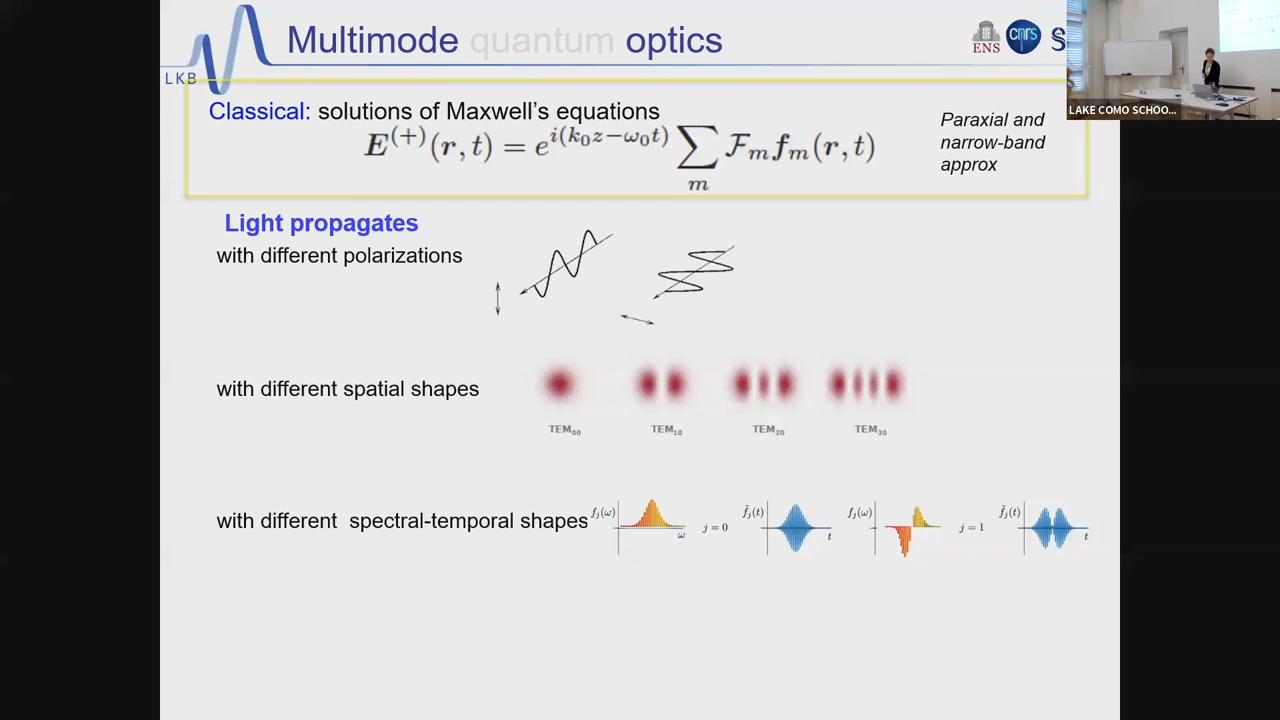 Multimode quantum optics
LKB
ENS
cnrs
S
LAKE COMO SCHOO...
Classical: solutions of Maxwell's equations
E^(+)(r, t) = e^{i(k_0 z − ω_0 t)} ∑_m ℱ_m f_m(r, t)
Paraxial and
narrow-band
approx
Light propagates
with different polarizations
with different spatial shapes
TEM₀₀ TEM₁₀ TEM₂₀ TEM₃₀
with different spectral-temporal shapes
f_j(ω) ω j = 0 f̃_j(t) t f_j(ω) j = 1 f̃_j(t) t